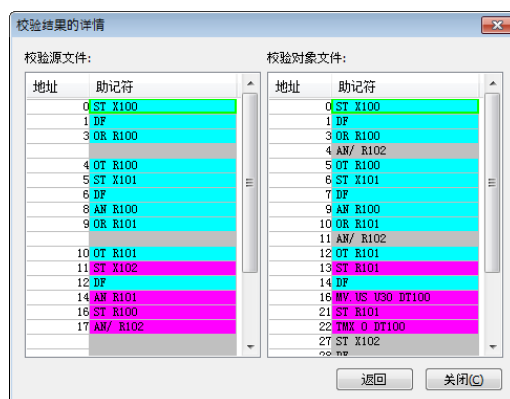 校验结果的详情
校验源文件: 校验对象文件:
地址 助记符 地址 助记符
0 ST X100 0 ST X100
1 DF 1 DF
3 OR R100 3 OR R100
4 AN/ R102
4 OT R100 5 OT R100
5 ST X101 6 ST X101
6 DF 7 DF
8 AN R100 9 AN R100
9 OR R101 10 OR R101
11 AN/ R102
10 OT R101 12 OT R101
11 ST X102 13 ST R101
12 DF 14 DF
14 AN R101 16 MV.US U30 DT100
16 ST R100 21 ST R101
17 AN/ R102 22 TMX 0 DT100
27 ST X102
28 DF
返回 关闭(C)